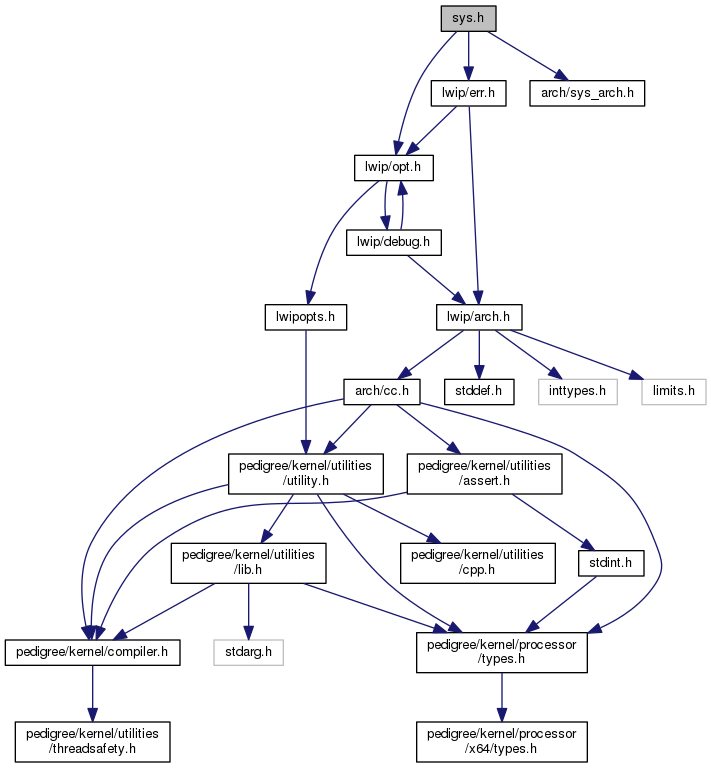 sys.h
lwip/err.h
arch/sys_arch.h
lwip/opt.h
lwip/debug.h
lwipopts.h
lwip/arch.h
arch/cc.h
stddef.h
inttypes.h
limits.h
pedigree/kernel/utilities
/utility.h
pedigree/kernel/utilities
/assert.h
pedigree/kernel/utilities
/lib.h
pedigree/kernel/utilities
/cpp.h
stdint.h
pedigree/kernel/compiler.h
stdarg.h
pedigree/kernel/processor
/types.h
pedigree/kernel/utilities
/threadsafety.h
pedigree/kernel/processor
/x64/types.h